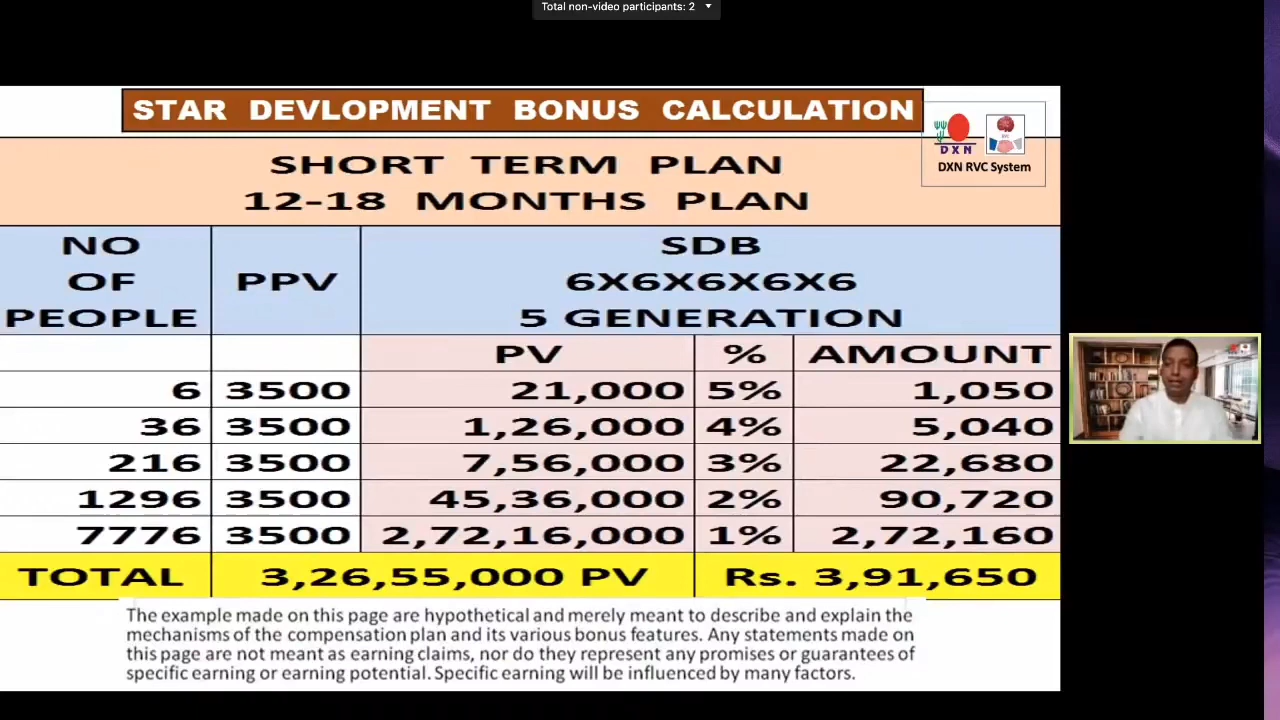 Total non-video participants: 2
STAR DEVLOPMENT BONUS CALCULATION
DXN
DXN RVC System
SHORT TERM PLAN
12-18 MONTHS PLAN
NO OF PEOPLE
PPV
SDB
6X6X6X6X6
5 GENERATION
PV % AMOUNT
6 3500 21,000 5% 1,050
36 3500 1,26,000 4% 5,040
216 3500 7,56,000 3% 22,680
1296 3500 45,36,000 2% 90,720
7776 3500 2,72,16,000 1% 2,72,160
TOTAL 3,26,55,000 PV Rs. 3,91,650
The example made on this page are hypothetical and merely meant to describe and explain the
mechanisms of the compensation plan and its various bonus features. Any statements made on
this page are not meant as earning claims, nor do they represent any promises or guarantees of
specific earning or earning potential. Specific earning will be influenced by many factors.